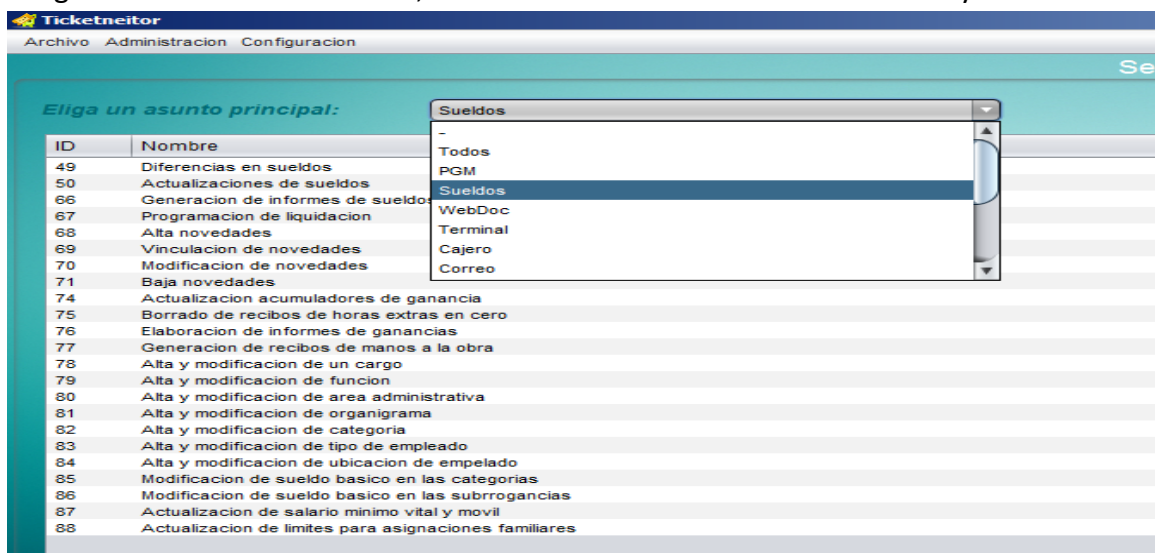 Ticketneitor
Archivo Administracion Configuracion
Se
Eliga un asunto principal:
Sueldos
-
Todos
PGM
Sueldos
WebDoc
Terminal
Cajero
Correo
ID Nombre
49 Diferencias en sueldos
50 Actualizaciones de sueldos
66 Generacion de informes de sueldos
67 Programacion de liquidacion
68 Alta novedades
69 Vinculacion de novedades
70 Modificacion de novedades
71 Baja novedades
74 Actualizacion acumuladores de ganancia
75 Borrado de recibos de horas extras en cero
76 Elaboracion de informes de ganancias
77 Generacion de recibos de manos a la obra
78 Alta y modificacion de un cargo
79 Alta y modificacion de funcion
80 Alta y modificacion de area administrativa
81 Alta y modificacion de organigrama
82 Alta y modificacion de categoria
83 Alta y modificacion de tipo de empleado
84 Alta y modificacion de ubicacion de empelado
85 Modificacion de sueldo basico en las categorias
86 Modificacion de sueldo basico en las subrrogancias
87 Actualizacion de salario minimo vital y movil
88 Actualizacion de limites para asignaciones familiares